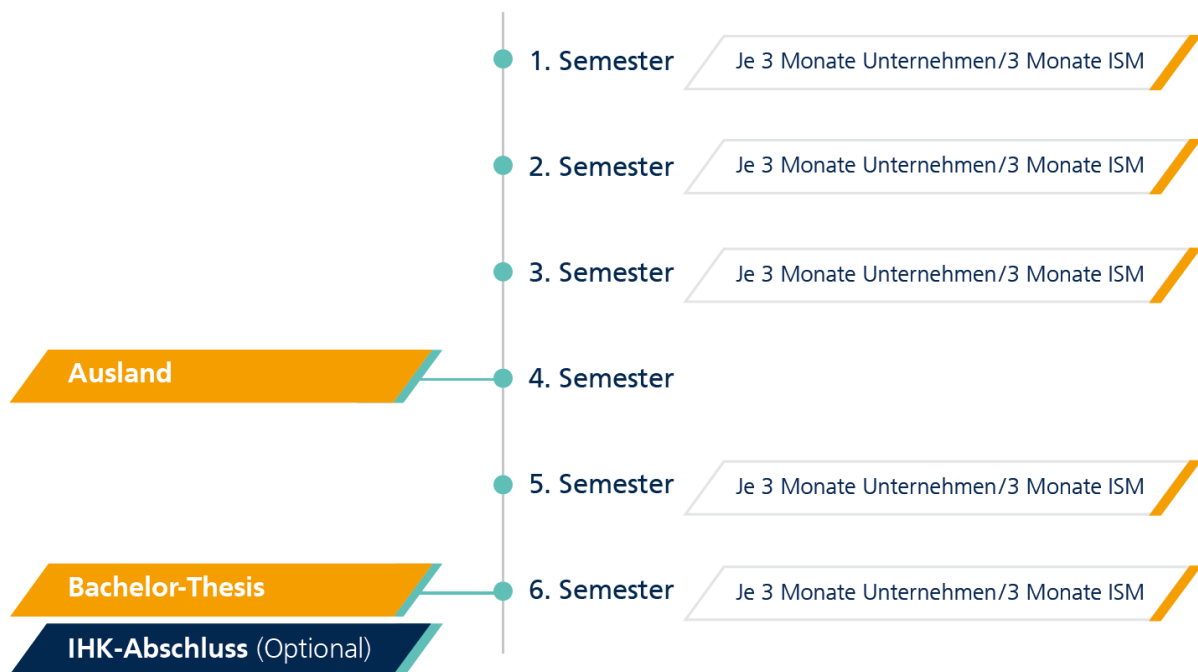 1. Semester
Je 3 Monate Unternehmen/3 Monate ISM
2. Semester
Je 3 Monate Unternehmen/3 Monate ISM
3. Semester
Je 3 Monate Unternehmen/3 Monate ISM
Ausland
4. Semester
5. Semester
Je 3 Monate Unternehmen/3 Monate ISM
Bachelor-Thesis
6. Semester
Je 3 Monate Unternehmen/3 Monate ISM
IHK-Abschluss (Optional)